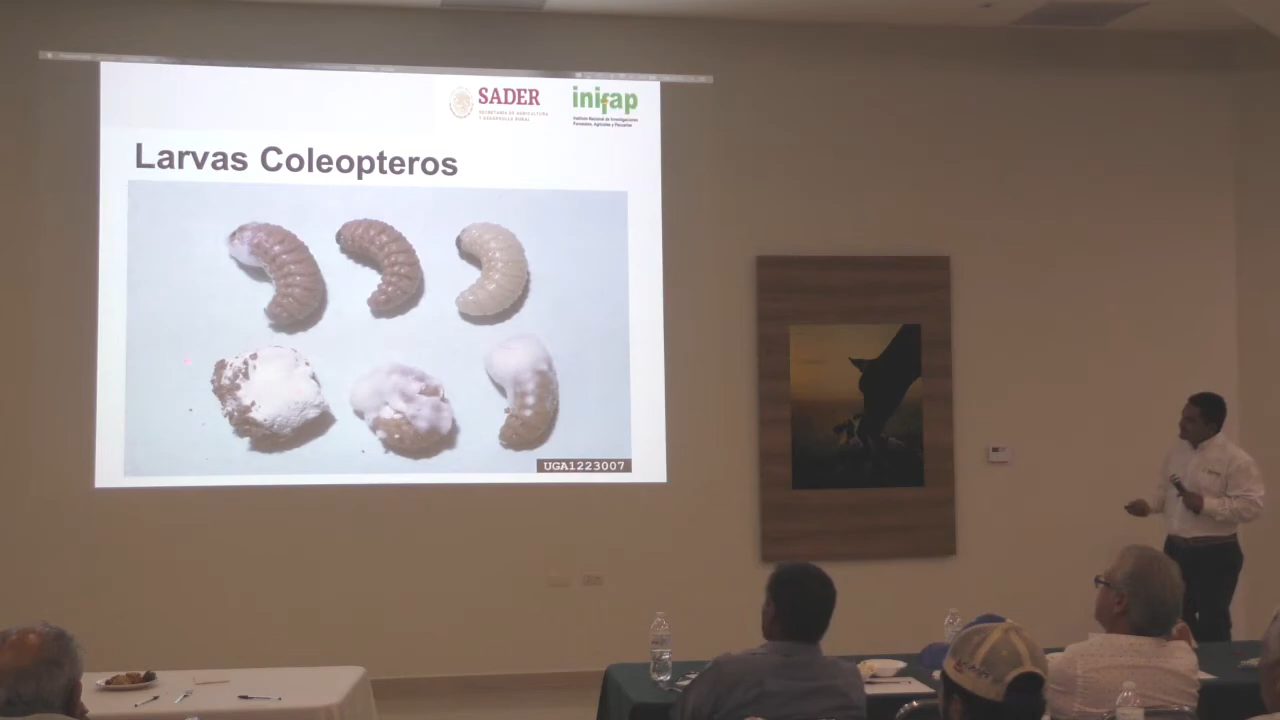 SADER
SECRETARÍA DE AGRICULTURA
Y DESARROLLO RURAL
inifap
Instituto Nacional de Investigaciones
Forestales, Agrícolas y Pecuarias
Larvas Coleopteros
UGA1223007